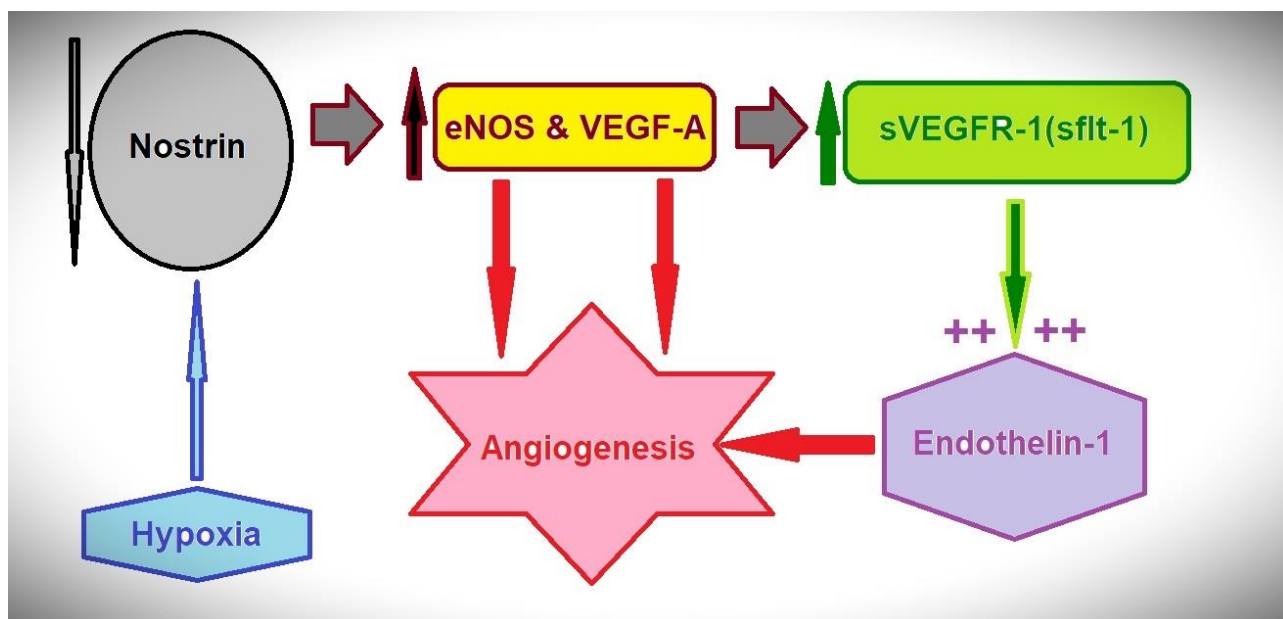 Nostrin
eNOS & VEGF-A
sVEGFR-1(sflt-1)
++ ++
Angiogenesis
Endothelin-1
Hypoxia